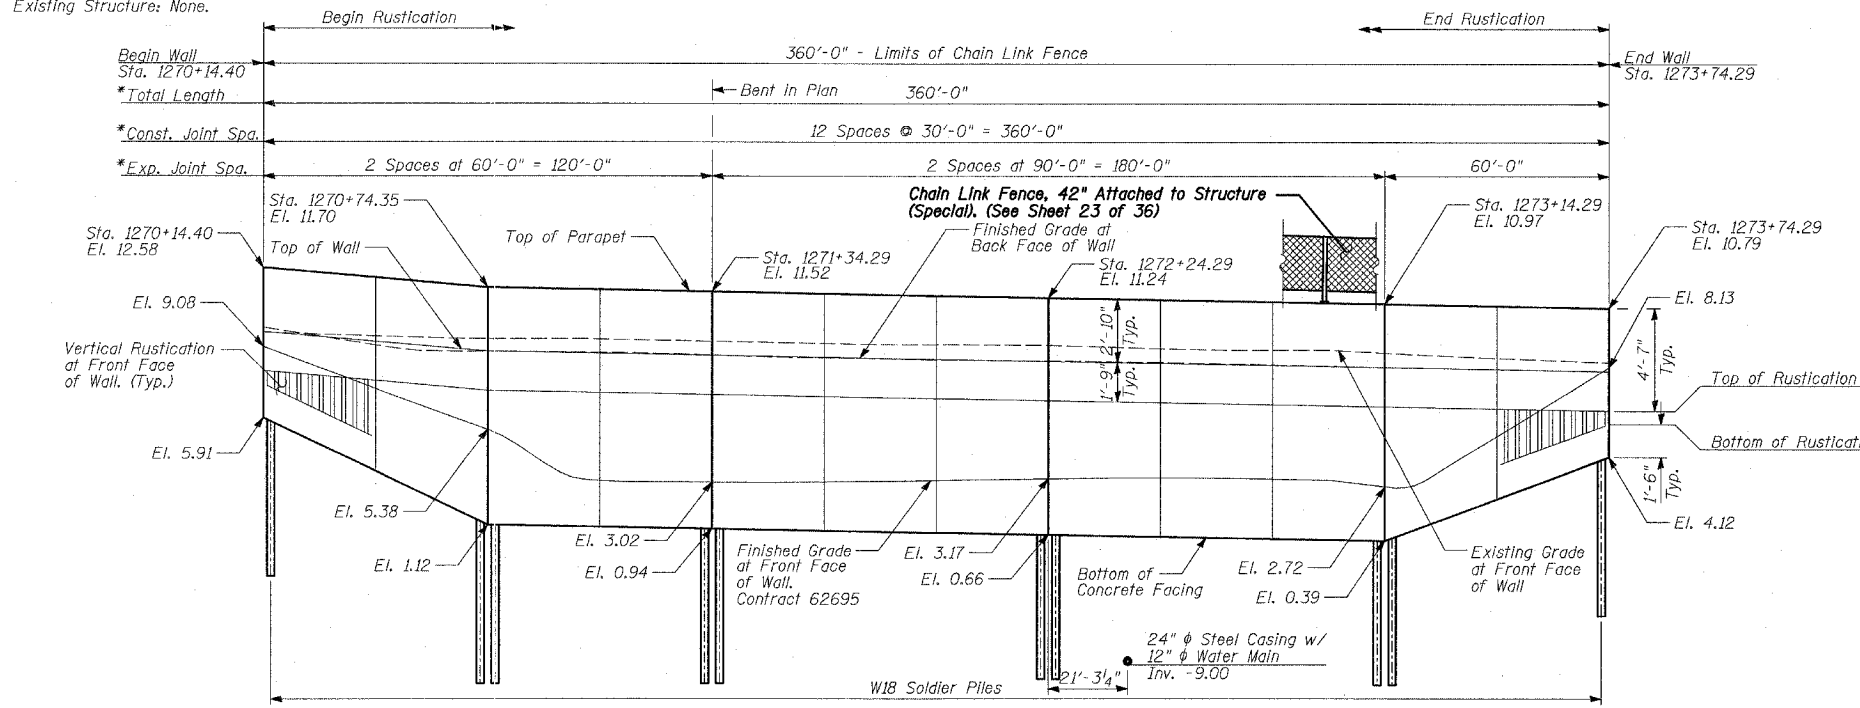 Existing Structure: None.
Begin Rustication
End Rustication
Begin Wall
Sta. 1270+14.40
360'-0" - Limits of Chain Link Fence
End Wall
Sta. 1273+74.29
*Total Length
Bent in Plan
360'-0"
*Const. Joint Spa.
12 Spaces @ 30'-0" = 360'-0"
*Exp. Joint Spa.
2 Spaces at 60'-0" = 120'-0"
2 Spaces at 90'-0" = 180'-0"
60'-0"
Sta. 1270+74.35
El. 11.70
Chain Link Fence, 42" Attached to Structure
(Special). (See Sheet 23 of 36)
Sta. 1273+14.29
El. 10.97
Sta. 1270+14.40
El. 12.58
Top of Wall
Top of Parapet
Finished Grade at
Back Face of Wall
Sta. 1273+74.29
El. 10.79
Sta. 1271+34.29
El. 11.52
Sta. 1272+24.29
El. 11.24
El. 9.08
El. 8.13
2'-10"
Typ.
Vertical Rustication
at Front Face
of Wall. (Typ.)
1'-9"
Typ.
4'-7"
Typ.
Top of Rustication
Bottom of
El. 5.91
1'-6"
Typ.
El. 5.38
El. 4.12
El. 3.02
El. 1.12
El. 0.94
Finished Grade
at Front Face
of Wall.
Contract 62695
El. 3.17
El. 0.66
Bottom of
Concrete Facing
El. 2.72
El. 0.39
Existing Grade
at Front Face
of Wall
24" ϕ Steel Casing w/
12" ϕ Water Main
Inv. -9.00
21'-3¼"
W18 Soldier Piles